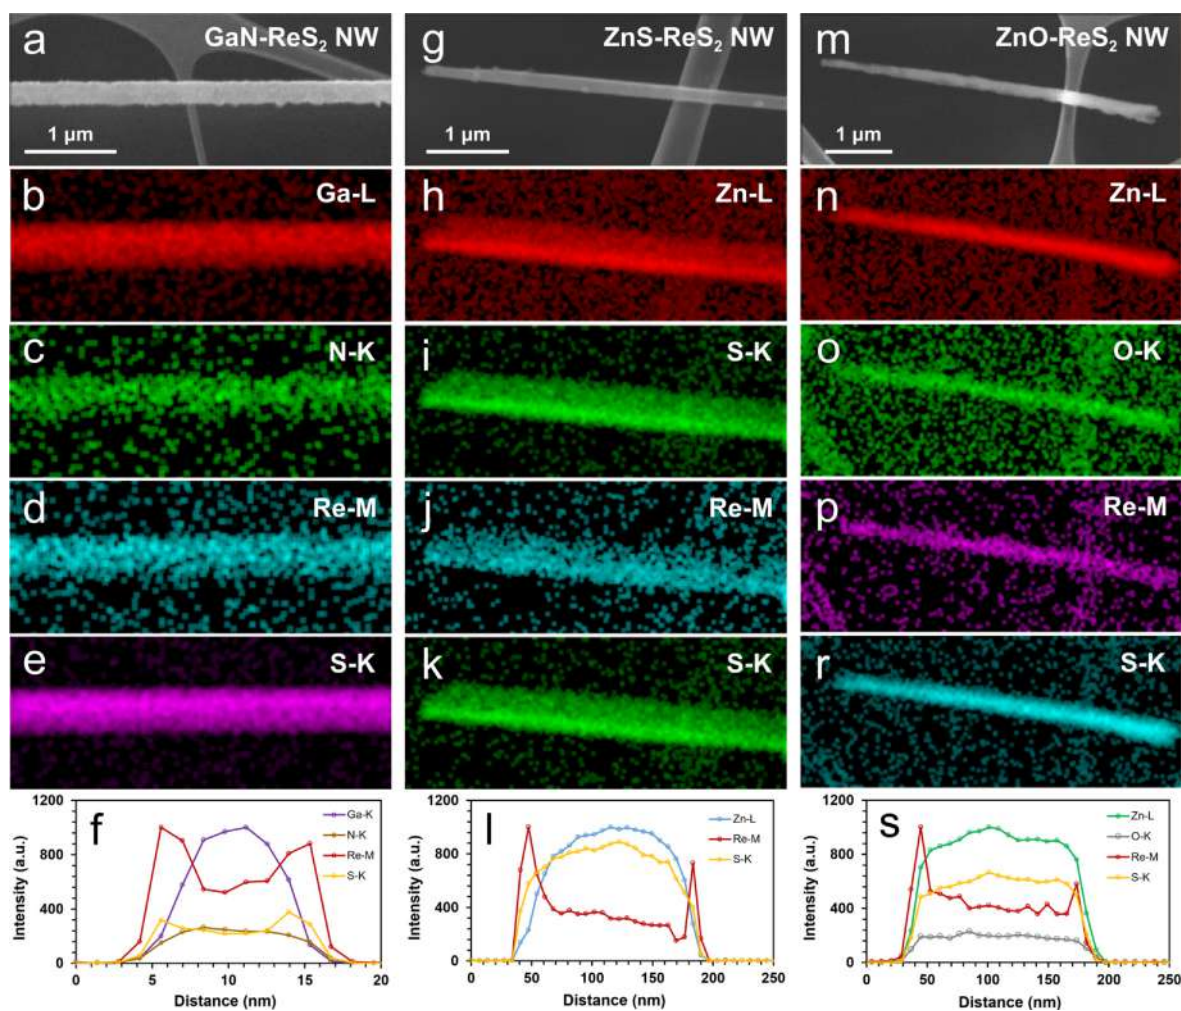 a GaN-ReS₂ NW
1 µm
g ZnS-ReS₂ NW
1 µm
m ZnO-ReS₂ NW
1 µm
b Ga-L
h Zn-L
n Zn-L
c N-K
i S-K
o O-K
d Re-M
j Re-M
p Re-M
e S-K
k S-K
r S-K
f
1200
800
400
0
Intensity (a.u.)
Ga-K
N-K
Re-M
S-K
0 5 10 15 20
Distance (nm)
l
1200
800
400
0
Intensity (a.u.)
Zn-L
Re-M
S-K
0 50 100 150 200 250
Distance (nm)
s
1200
800
400
0
Intensity (a.u.)
Zn-L
O-K
Re-M
S-K
0 50 100 150 200 250
Distance (nm)